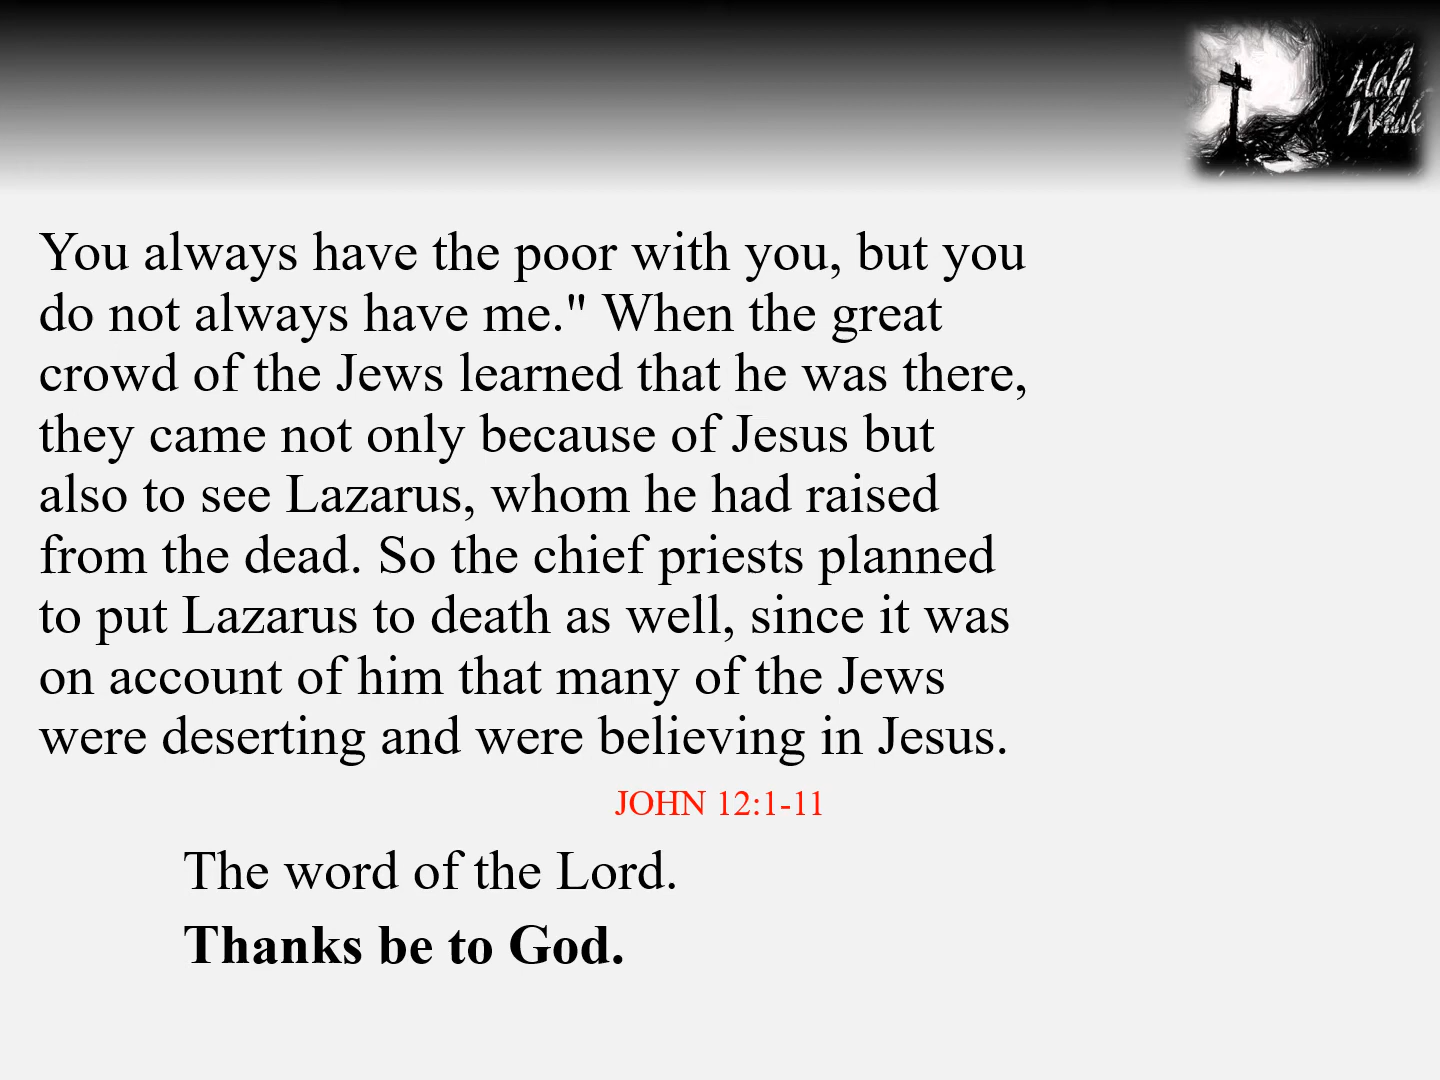 Holy
Week
You always have the poor with you, but you
do not always have me." When the great
crowd of the Jews learned that he was there,
they came not only because of Jesus but
also to see Lazarus, whom he had raised
from the dead. So the chief priests planned
to put Lazarus to death as well, since it was
on account of him that many of the Jews
were deserting and were believing in Jesus.
JOHN 12:1-11
The word of the Lord.
Thanks be to God.